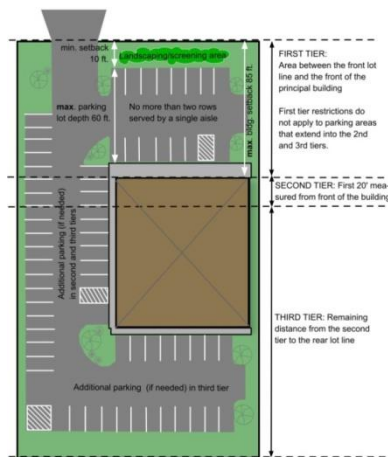 min. setback
10 ft.
Landscaping/screening area
max. parking
lot depth 60 ft.
No more than two rows
served by a single aisle
max. bldg. setback 85 ft.
FIRST TIER:
Area between the front lot
line and the front of the
principal building
First tier restrictions do
not apply to parking areas
that extend into the 2nd
and 3rd tiers.
SECOND TIER: First 20' mea-
sured from front of the building
Additional parking (if needed)
in second and third tiers
THIRD TIER: Remaining
distance from the second
tier to the rear lot line
Additional parking (if needed) in third tier